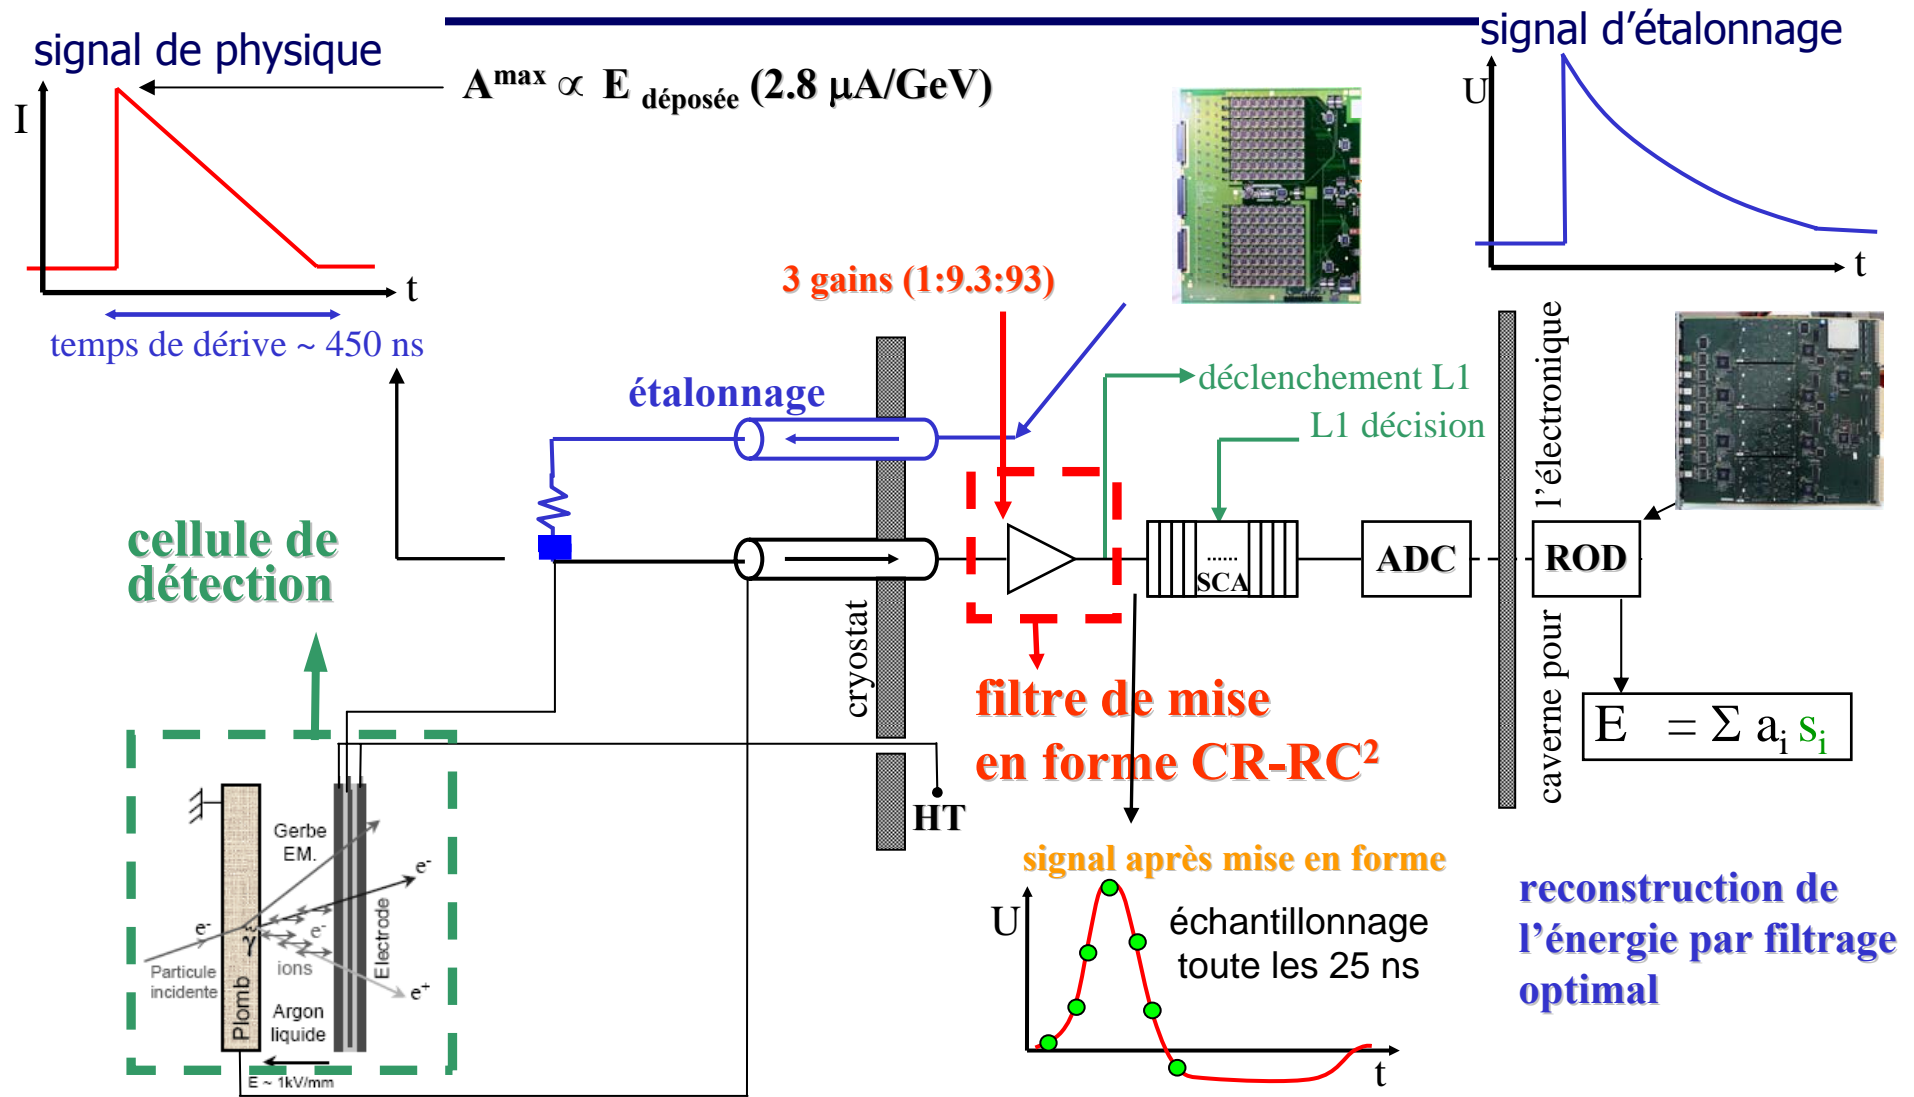 signal de physique
signal d'étalonnage
A^max ∝ E déposée (2.8 μA/GeV)
I
t
U
t
temps de dérive ~ 450 ns
3 gains (1:9.3:93)
étalonnage
déclenchement L1
L1 décision
caverne pour l'électronique
cellule de
détection
cryostat
......
SCA
ADC
ROD
filtre de mise
en forme CR-RC²
HT
E = Σ aᵢ sᵢ
Gerbe
EM.
e⁻
e⁻
e⁻
ions
e⁺
Particule
incidente
Plomb
Electrode
Argon
liquide
E ~ 1kV/mm
signal après mise en forme
U
t
échantillonnage
toute les 25 ns
reconstruction de
l'énergie par filtrage
optimal